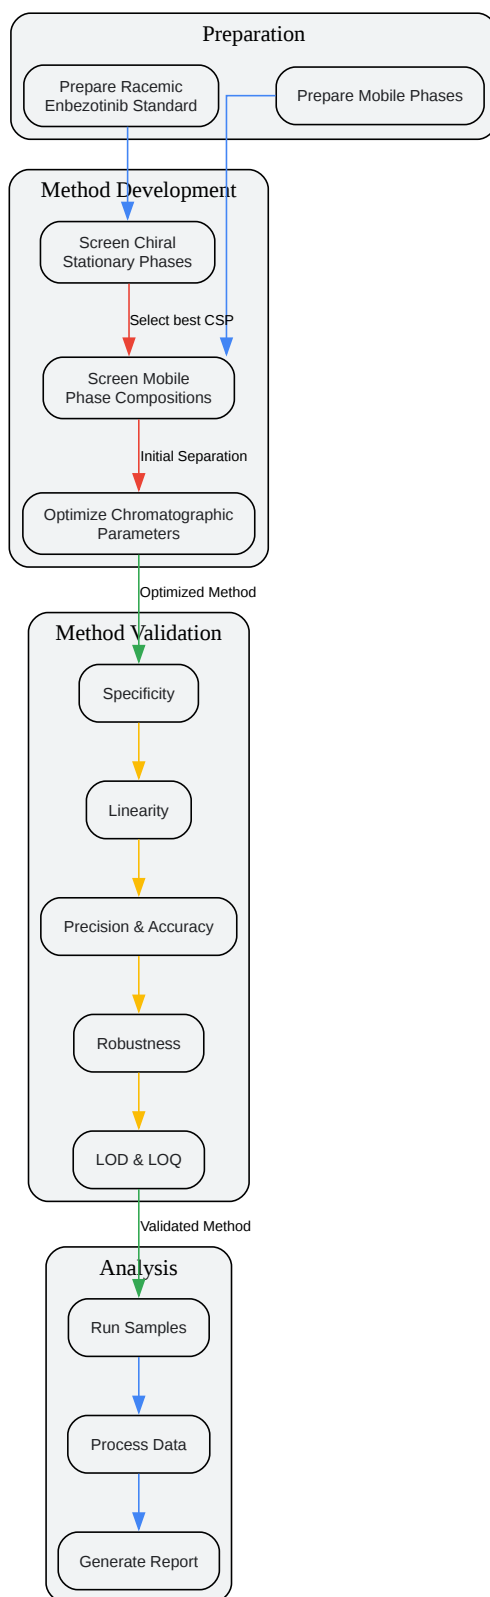 Preparation
Prepare Racemic
Enbezotinib Standard
Prepare Mobile Phases
Method Development
Screen Chiral
Stationary Phases
Select best CSP
Screen Mobile
Phase Compositions
Initial Separation
Optimize Chromatographic
Parameters
Optimized Method
Method Validation
Specificity
Linearity
Precision & Accuracy
Robustness
LOD & LOQ
Validated Method
Analysis
Run Samples
Process Data
Generate Report